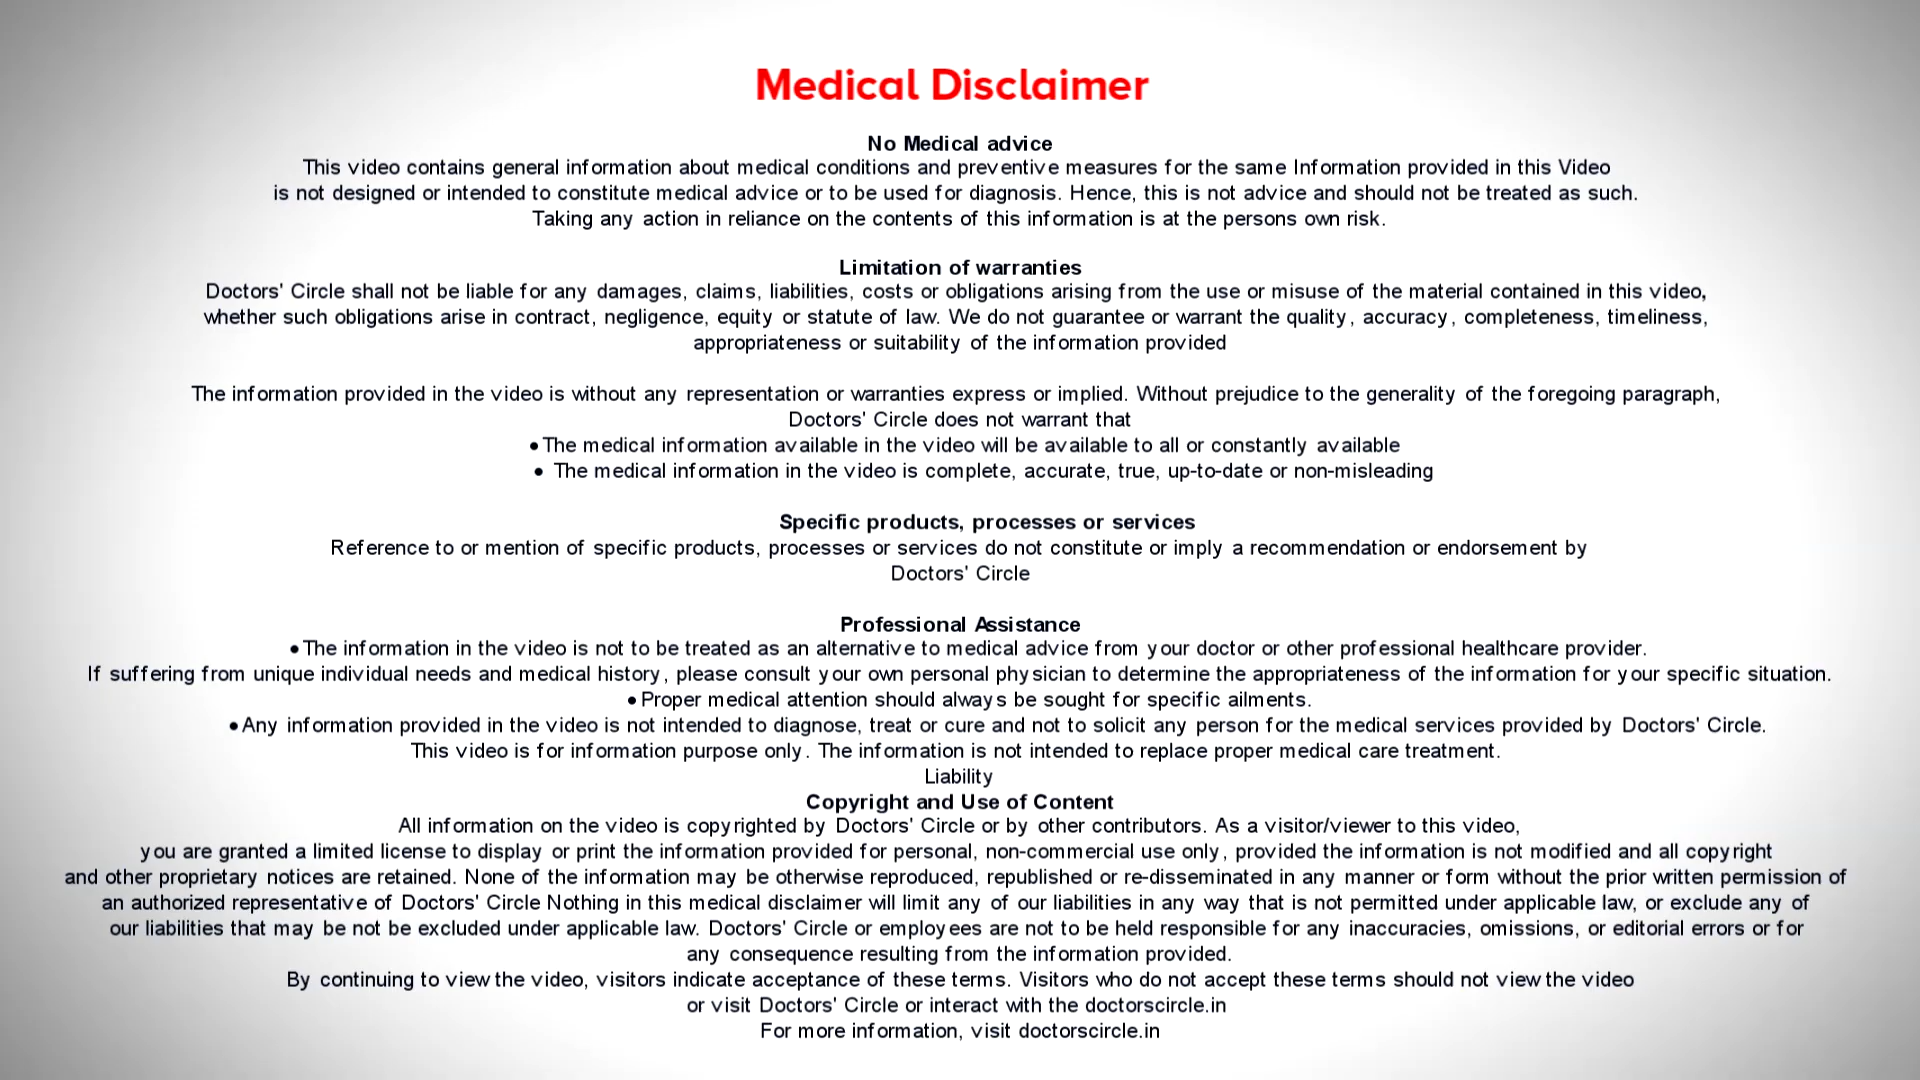 Medical Disclaimer
No Medical advice
This video contains general information about medical conditions and preventive measures for the same Information provided in this Video
is not designed or intended to constitute medical advice or to be used for diagnosis. Hence, this is not advice and should not be treated as such.
Taking any action in reliance on the contents of this information is at the persons own risk.
Limitation of warranties
Doctors' Circle shall not be liable for any damages, claims, liabilities, costs or obligations arising from the use or misuse of the material contained in this video,
whether such obligations arise in contract, negligence, equity or statute of law. We do not guarantee or warrant the quality, accuracy, completeness, timeliness,
appropriateness or suitability of the information provided
The information provided in the video is without any representation or warranties express or implied. Without prejudice to the generality of the foregoing paragraph,
Doctors' Circle does not warrant that
•The medical information available in the video will be available to all or constantly available
• The medical information in the video is complete, accurate, true, up-to-date or non-misleading
Specific products, processes or services
Reference to or mention of specific products, processes or services do not constitute or imply a recommendation or endorsement by
Doctors' Circle
Professional Assistance
•The information in the video is not to be treated as an alternative to medical advice from your doctor or other professional healthcare provider.
If suffering from unique individual needs and medical history, please consult your own personal physician to determine the appropriateness of the information for your specific situation.
•Proper medical attention should always be sought for specific ailments.
•Any information provided in the video is not intended to diagnose, treat or cure and not to solicit any person for the medical services provided by Doctors' Circle.
This video is for information purpose only. The information is not intended to replace proper medical care treatment.
Liability
Copyright and Use of Content
All information on the video is copyrighted by Doctors' Circle or by other contributors. As a visitor/viewer to this video,
you are granted a limited license to display or print the information provided for personal, non-commercial use only, provided the information is not modified and all copyright
and other proprietary notices are retained. None of the information may be otherwise reproduced, republished or re-disseminated in any manner or form without the prior written permission of
an authorized representative of Doctors' Circle Nothing in this medical disclaimer will limit any of our liabilities in any way that is not permitted under applicable law, or exclude any of
our liabilities that may be not be excluded under applicable law. Doctors' Circle or employees are not to be held responsible for any inaccuracies, omissions, or editorial errors or for
any consequence resulting from the information provided.
By continuing to view the video, visitors indicate acceptance of these terms. Visitors who do not accept these terms should not view the video
or visit Doctors' Circle or interact with the doctorscircle.in
For more information, visit doctorscircle.in